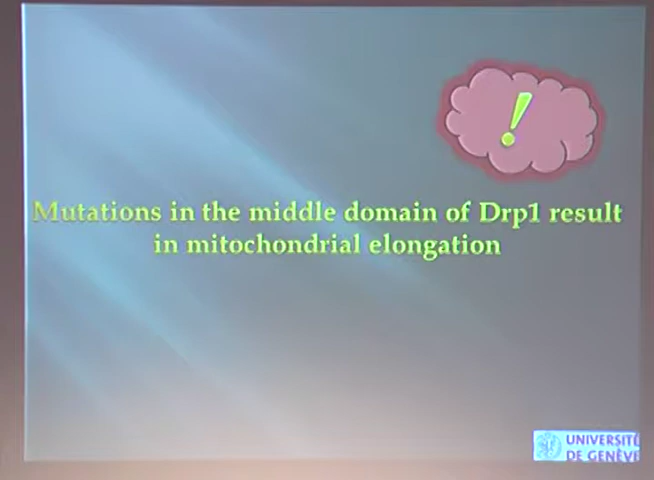 !
Mutations in the middle domain of Drp1 result
in mitochondrial elongation
UNIVERSITÉ
DE GENÈVE